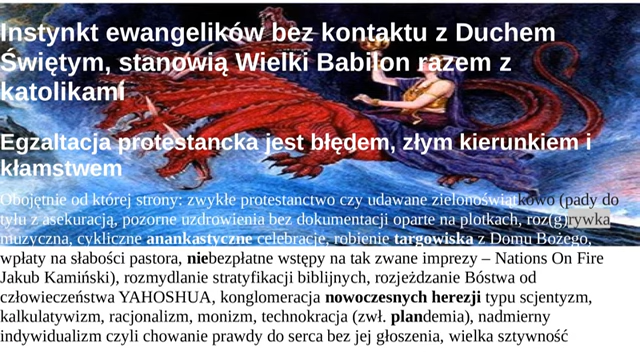 Instynkt ewangelików bez kontaktu z Duchem
Świętym, stanowią Wielki Babilon razem z
katolikami
Egzaltacja protestancka jest błędem, złym kierunkiem i
kłamstwem
Obojętnie od której strony: zwykłe protestanctwo czy udawane zielonoświątkowo (pady do
tyłu z asekuracją, pozorne uzdrowienia bez dokumentacji oparte na plotkach, roz(g)rywka
muzyczna, cykliczne anankastyczne celebracje, robienie targowiska z Domu Bożego,
wpłaty na słabości pastora, niebezpłatne wstępy na tak zwane imprezy – Nations On Fire
Jakub Kamiński), rozmydlanie stratyfikacji biblijnych, rozjeżdzanie Bóstwa od
człowieczeństwa YAHOSHUA, konglomeracja nowoczesnych herezji typu scjentyzm,
kalkulatywizm, racjonalizm, monizm, technokracja (zwł. plandemia), nadmierny
indywidualizm czyli chowanie prawdy do serca bez jej głoszenia, wielka sztywność